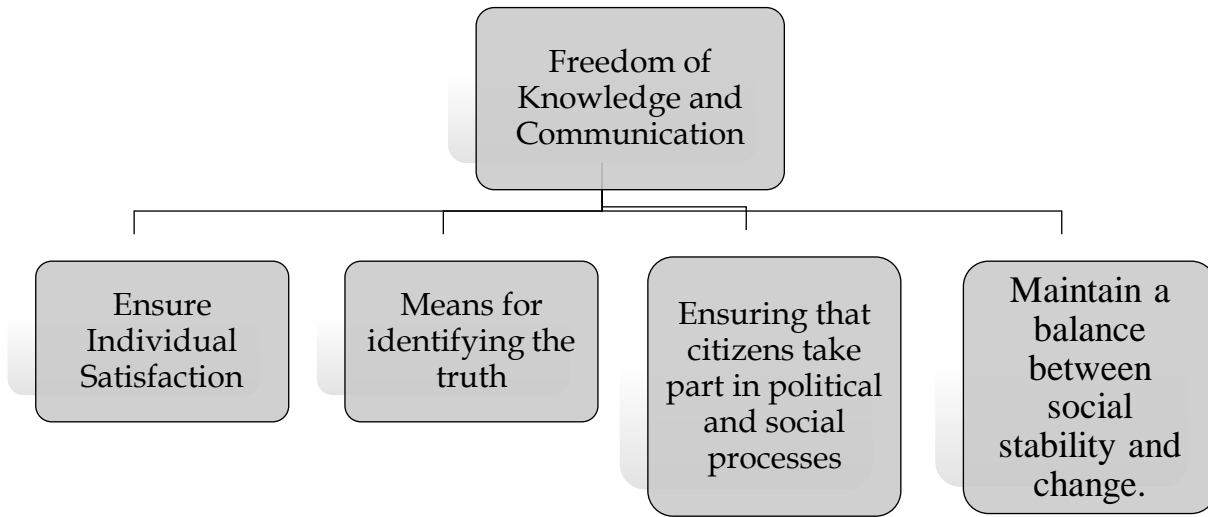 Freedom of
Knowledge and
Communication
Ensure
Individual
Satisfaction
Means for
identifying the
truth
Ensuring that
citizens take
part in political
and social
processes
Maintain a
balance
between
social
stability and
change.